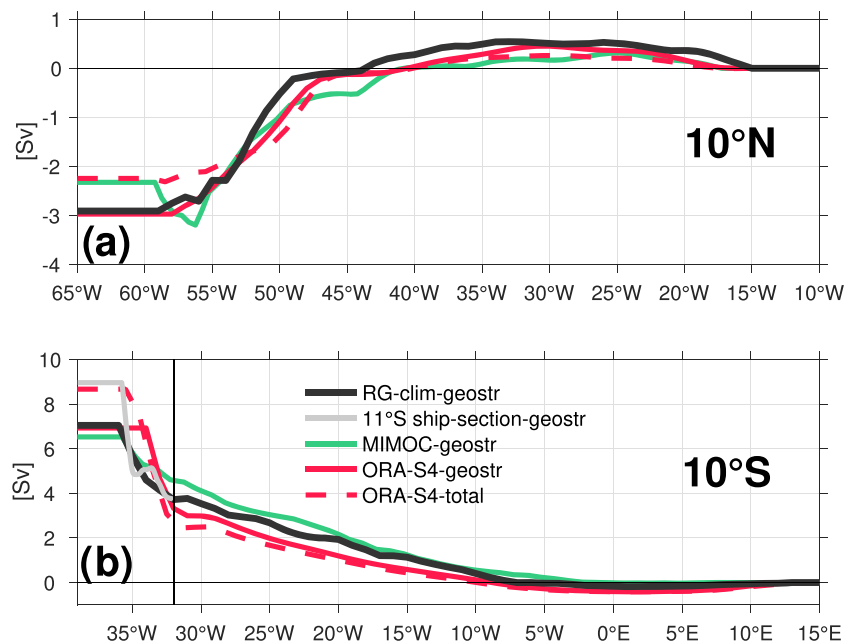 1
0
-1
-2
-3
-4
[Sv]
10°N
(a)
65°W 60°W 55°W 50°W 45°W 40°W 35°W 30°W 25°W 20°W 15°W 10°W
10
8
6
4
2
0
[Sv]
RG-clim-geostr
11°S ship-section-geostr
MIMOC-geostr
ORA-S4-geostr
ORA-S4-total
10°S
(b)
35°W 30°W 25°W 20°W 15°W 10°W 5°W 0°E 5°E 10°E 15°E